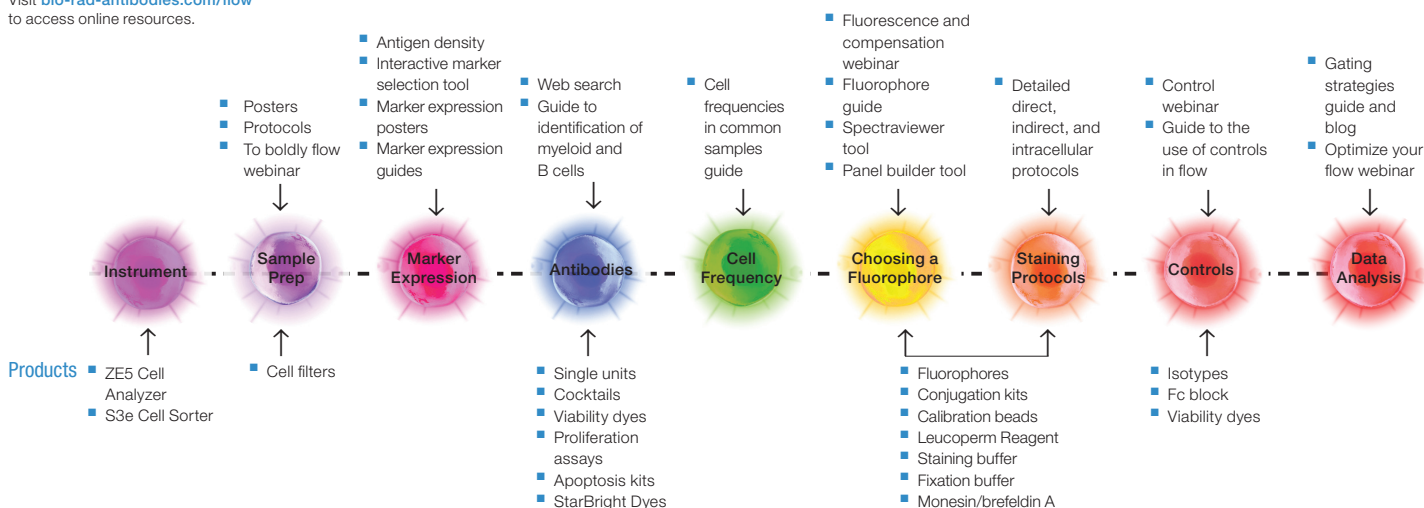 Visit bio-rad-antibodies.com/flow
to access online resources.
■ Posters
■ Protocols
■ To boldly flow
webinar
■ Antigen density
■ Interactive marker
selection tool
■ Marker expression
posters
■ Marker expression
guides
■ Web search
■ Guide to
identification of
myeloid and
B cells
■ Cell
frequencies
in common
samples
guide
■ Fluorescence and
compensation
webinar
■ Fluorophore
guide
■ Spectraviewer
tool
■ Panel builder tool
■ Detailed
direct,
indirect, and
intracellular
protocols
■ Control
webinar
■ Guide to the
use of controls
in flow
■ Gating
strategies
guide and
blog
■ Optimize your
flow webinar
Instrument
Sample
Prep
Marker
Expression
Antibodies
Cell
Frequency
Choosing a
Fluorophore
Staining
Protocols
Controls
Data
Analysis
Products
■ ZE5 Cell
Analyzer
■ S3e Cell Sorter
■ Cell filters
■ Single units
■ Cocktails
■ Viability dyes
■ Proliferation
assays
■ Apoptosis kits
■ StarBright Dyes
■ Fluorophores
■ Conjugation kits
■ Calibration beads
■ Leucoperm Reagent
■ Staining buffer
■ Fixation buffer
■ Monesin/brefeldin A
■ Isotypes
■ Fc block
■ Viability dyes